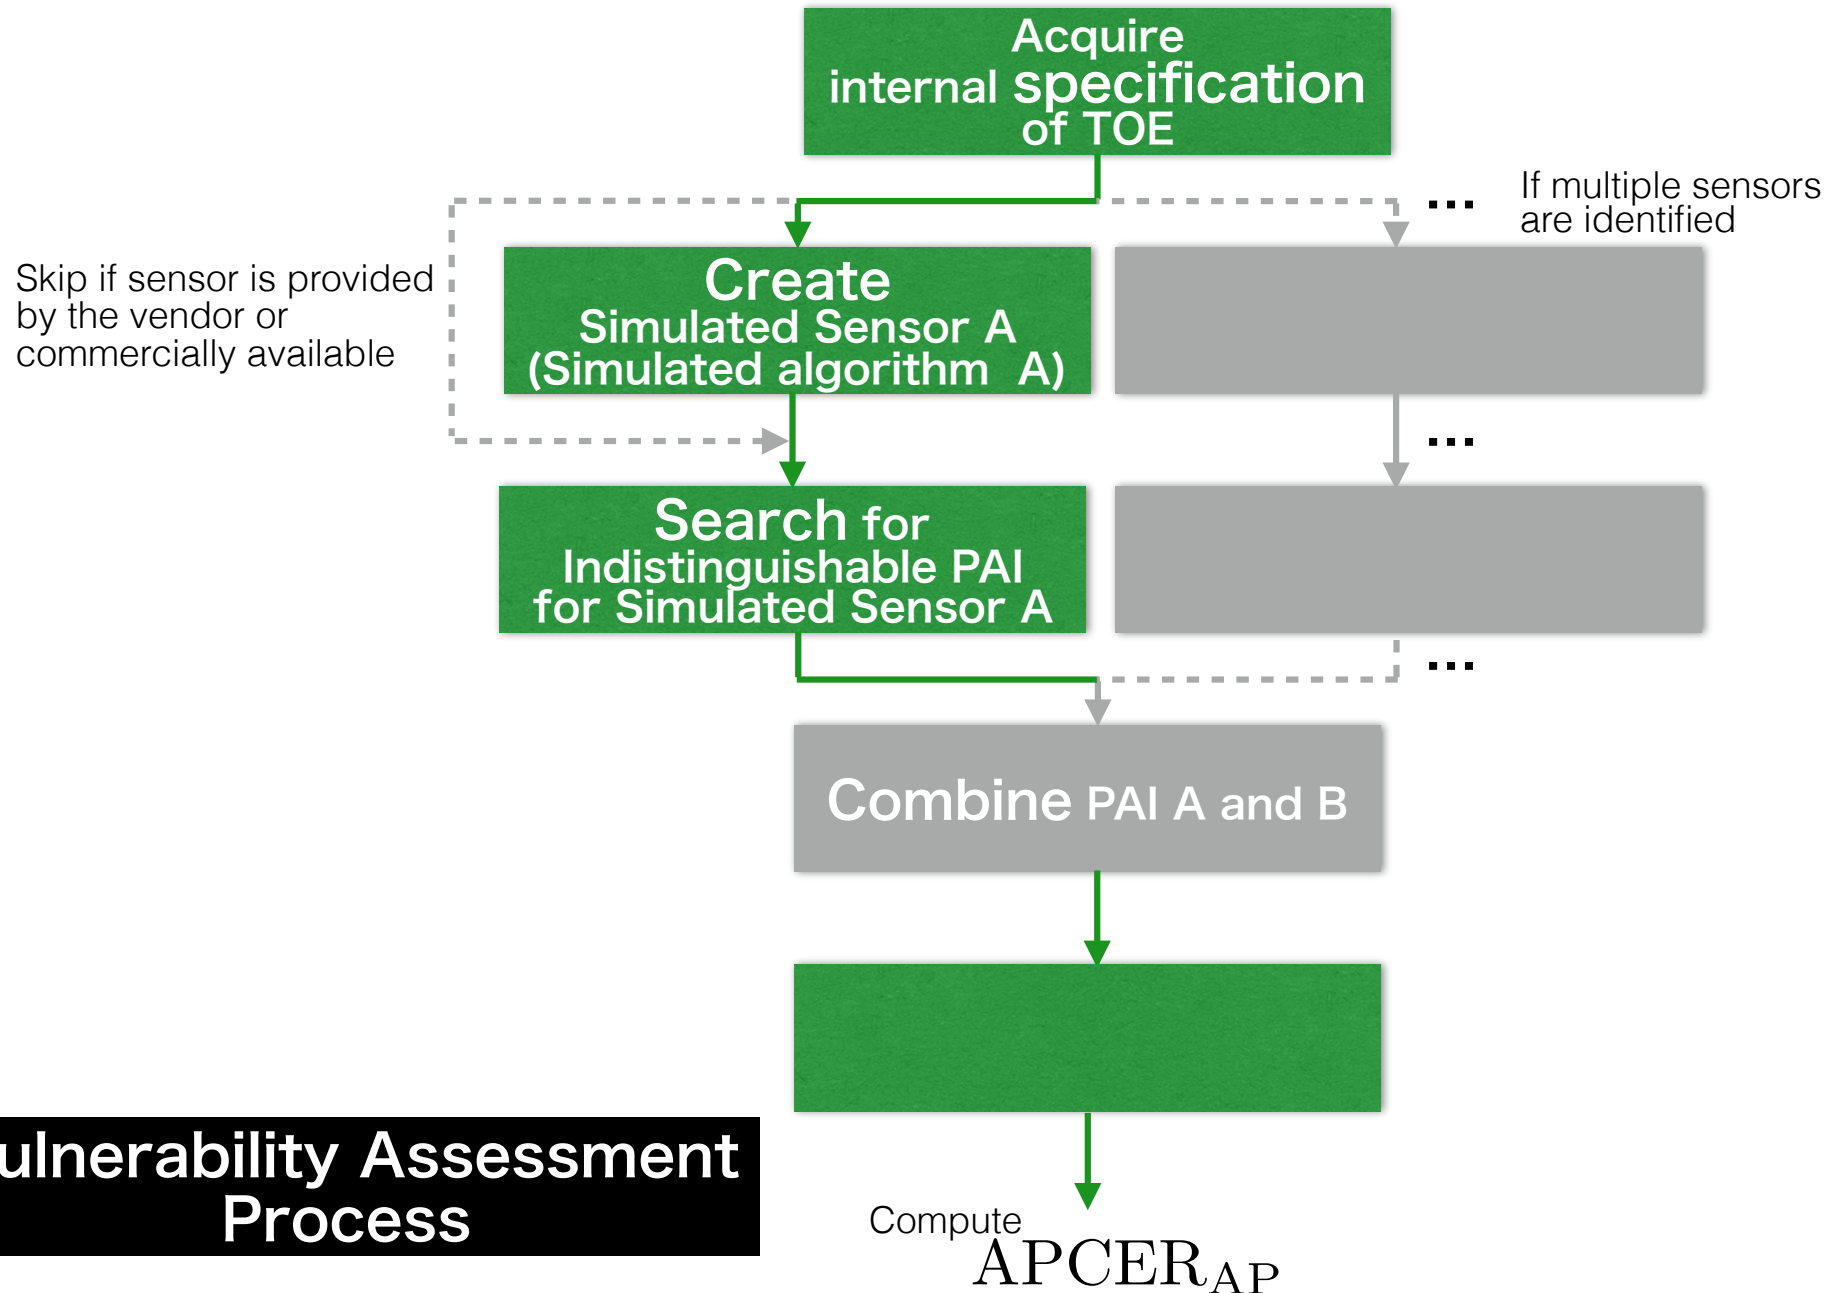 Acquire
internal specification
of TOE
...
If multiple sensors
are identified
Skip if sensor is provided
by the vendor or
commercially available
Create
Simulated Sensor A
(Simulated algorithm A)
...
Search for
Indistinguishable PAI
for Simulated Sensor A
...
Combine PAI A and B
ulnerability Assessment
Process
Compute
APCER_AP